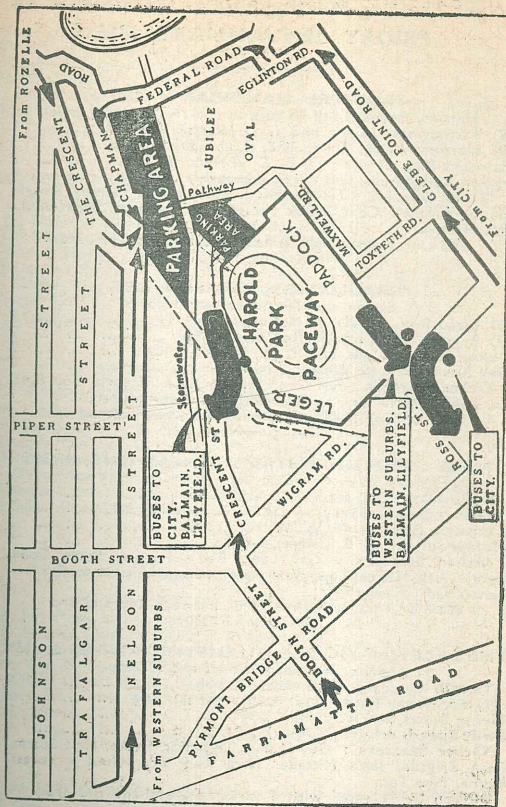 From ROZELLE
ROAD
THE CRESCENT
CHAPMAN
FEDERAL ROAD
EGLINTON RD.
GLEBE POINT ROAD
From CITY
JUBILEE
OVAL
Pathway
PARKING AREA
PARKING
AREA
MAXWELL RD.
TOXTETH RD.
PADDOCK
HAROLD
PARK
PACEWAY
LEGER
Stormwater
STREET
STREET
PIPER STREET
STREET
BUSES TO
CITY.
BALMAIN.
LILYFIELD.
CRESCENT ST.
WIGRAM RD.
BUSES TO
WESTERN SUBURBS.
BALMAIN. LILYFIELD.
ROSS ST.
BUSES TO
CITY.
BOOTH STREET
BOOTH STREET
PYRMONT BRIDGE ROAD
JOHNSON
TRAFALGAR
NELSON
From WESTERN SUBURBS
PARRAMATTA ROAD